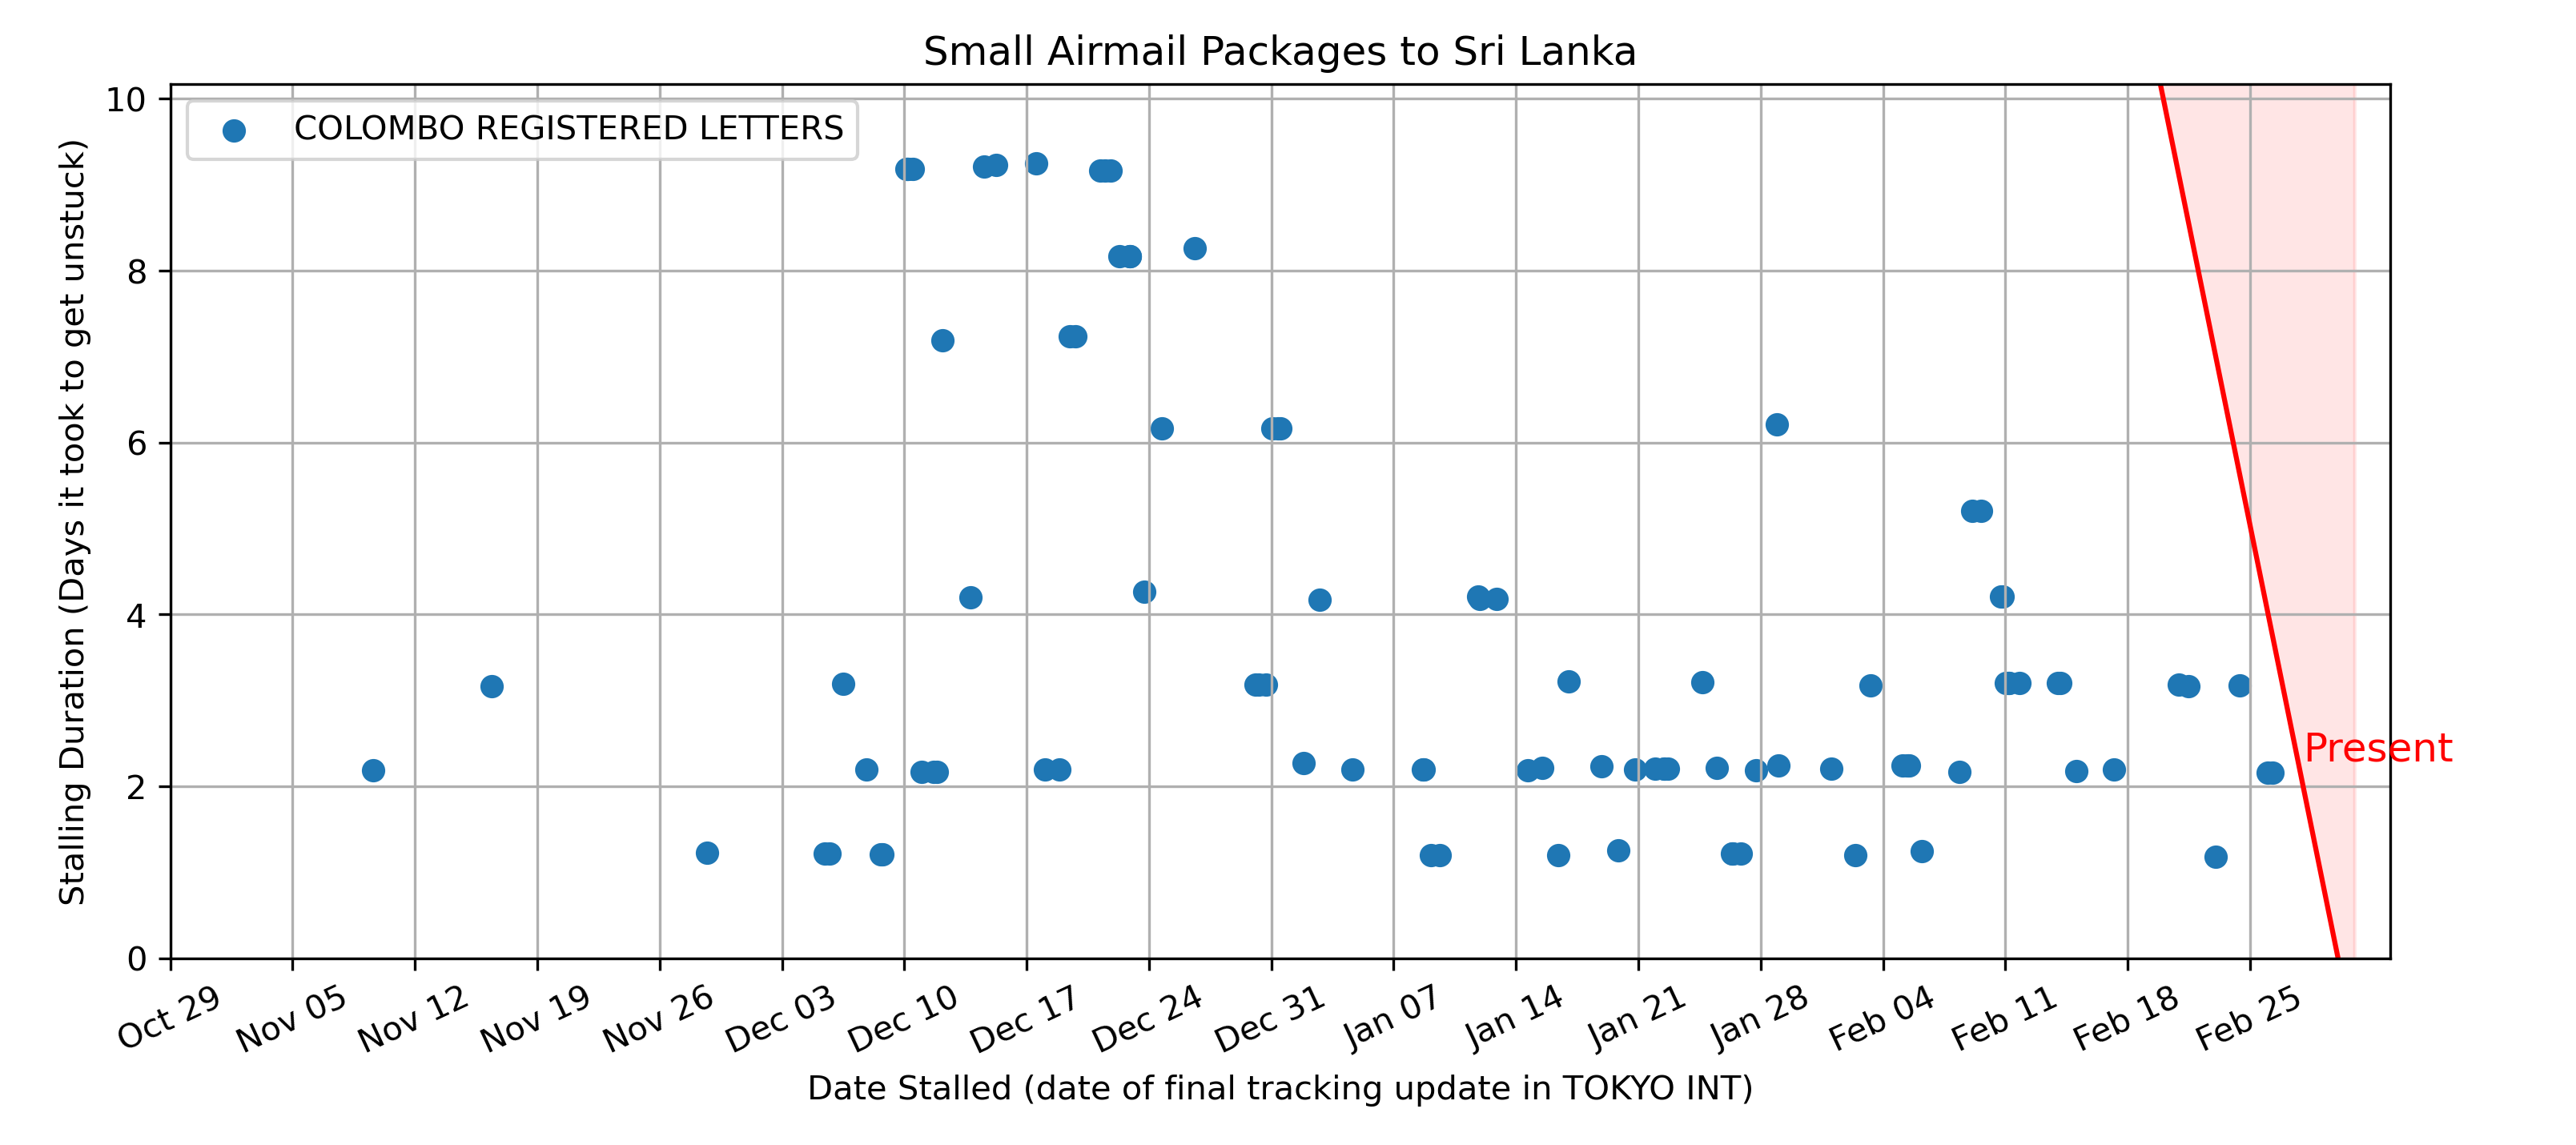 Small Airmail Packages to Sri Lanka
COLOMBO REGISTERED LETTERS
Stalling Duration (Days it took to get unstuck)
10
8
6
4
2
0
Present
Oct 29 Nov 05 Nov 12 Nov 19 Nov 26 Dec 03 Dec 10 Dec 17 Dec 24 Dec 31 Jan 07 Jan 14 Jan 21 Jan 28 Feb 04 Feb 11 Feb 18 Feb 25
Date Stalled (date of final tracking update in TOKYO INT)